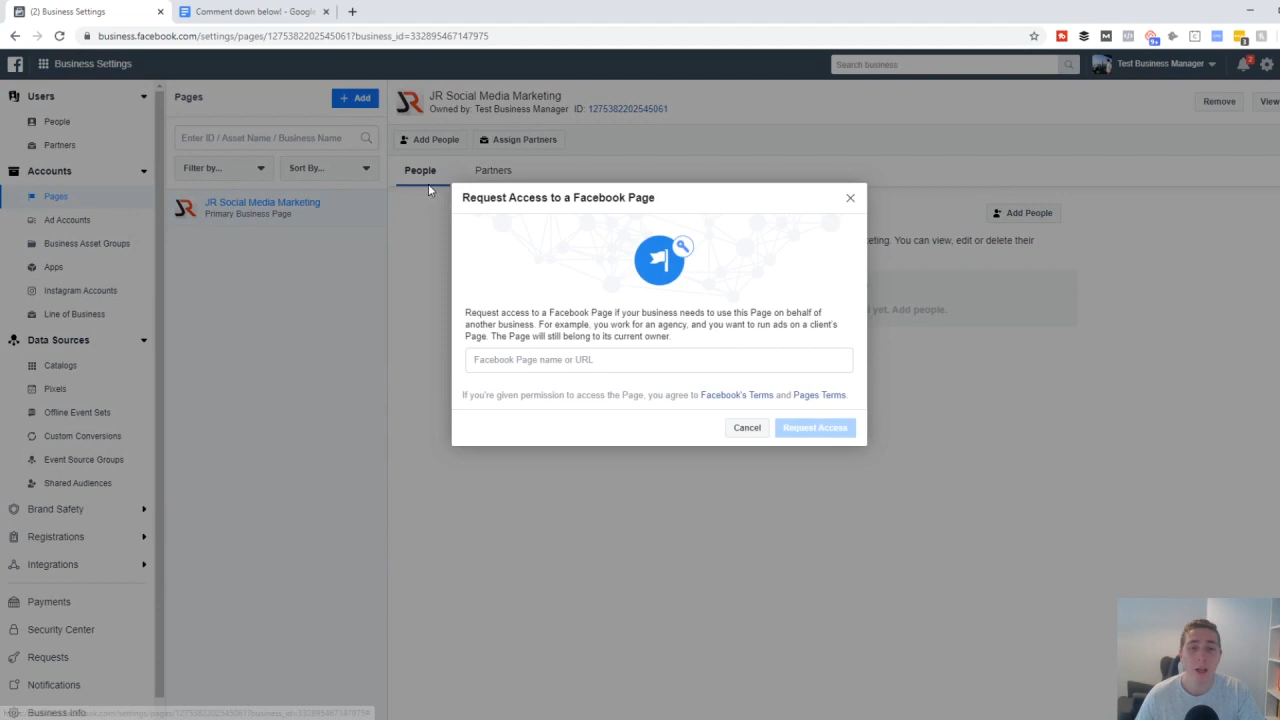 (2) Business Settings
Comment down below! - Google
business.facebook.com/settings/pages/1275382202545061?business_id=332895467147975
Business Settings
Search business
Test Business Manager
2
Users
People
Partners
Accounts
Pages
Ad Accounts
Business Asset Groups
Apps
Instagram Accounts
Line of Business
Data Sources
Catalogs
Pixels
Offline Event Sets
Custom Conversions
Event Source Groups
Shared Audiences
Brand Safety
Registrations
Integrations
Payments
Security Center
Requests
Notifications
Business Info
Pages
+ Add
Enter ID / Asset Name / Business Name
Filter by...
Sort By...
JR Social Media Marketing
Primary Business Page
JR Social Media Marketing
Owned by: Test Business Manager. ID: 1275382202545061
Remove
View
Add People
Assign Partners
People
Partners
Add People
eting. You can view, edit or delete their
d yet. Add people.
Request Access to a Facebook Page
Request access to a Facebook Page if your business needs to use this Page on behalf of
another business. For example, you work for an agency, and you want to run ads on a client's
Page. The Page will still belong to its current owner.
Facebook Page name or URL
If you're given permission to access the Page, you agree to Facebook's Terms and Pages Terms.
Cancel
Request Access